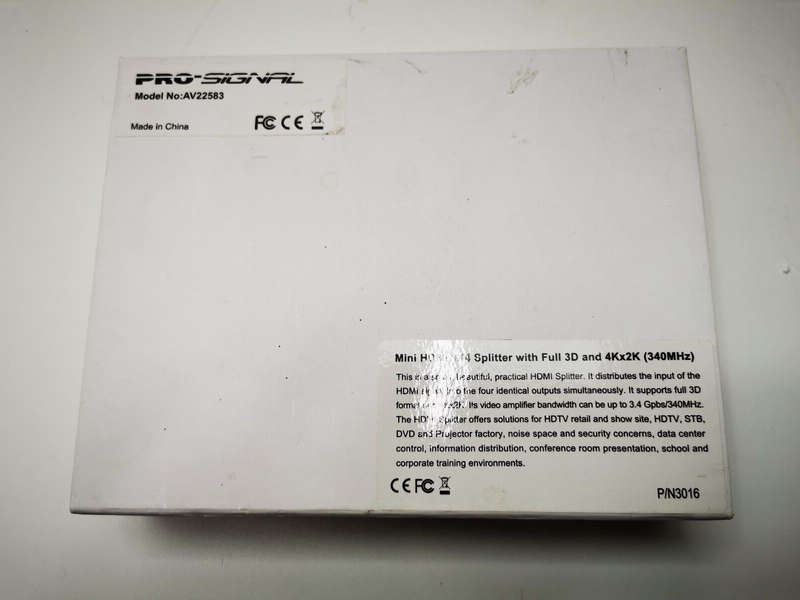 PRO-SIGNAL
Model No:AV22583
Made in China
FC CE
Mini Splitter with Full 3D and 4Kx2K (340MHz)
This is a beautiful, practical HDMI Splitter. It distributes the input of the
HDMI the four identical outputs simultaneously. It supports full 3D
format Its video amplifier bandwidth can be up to 3.4 Gpbs/340MHz.
The Splitter offers solutions for HDTV retail and show site, HDTV, STB,
DVD and Projector factory, noise space and security concerns, data center
control, information distribution, conference room presentation, school and
corporate training environments.
CE FC
P/N3016